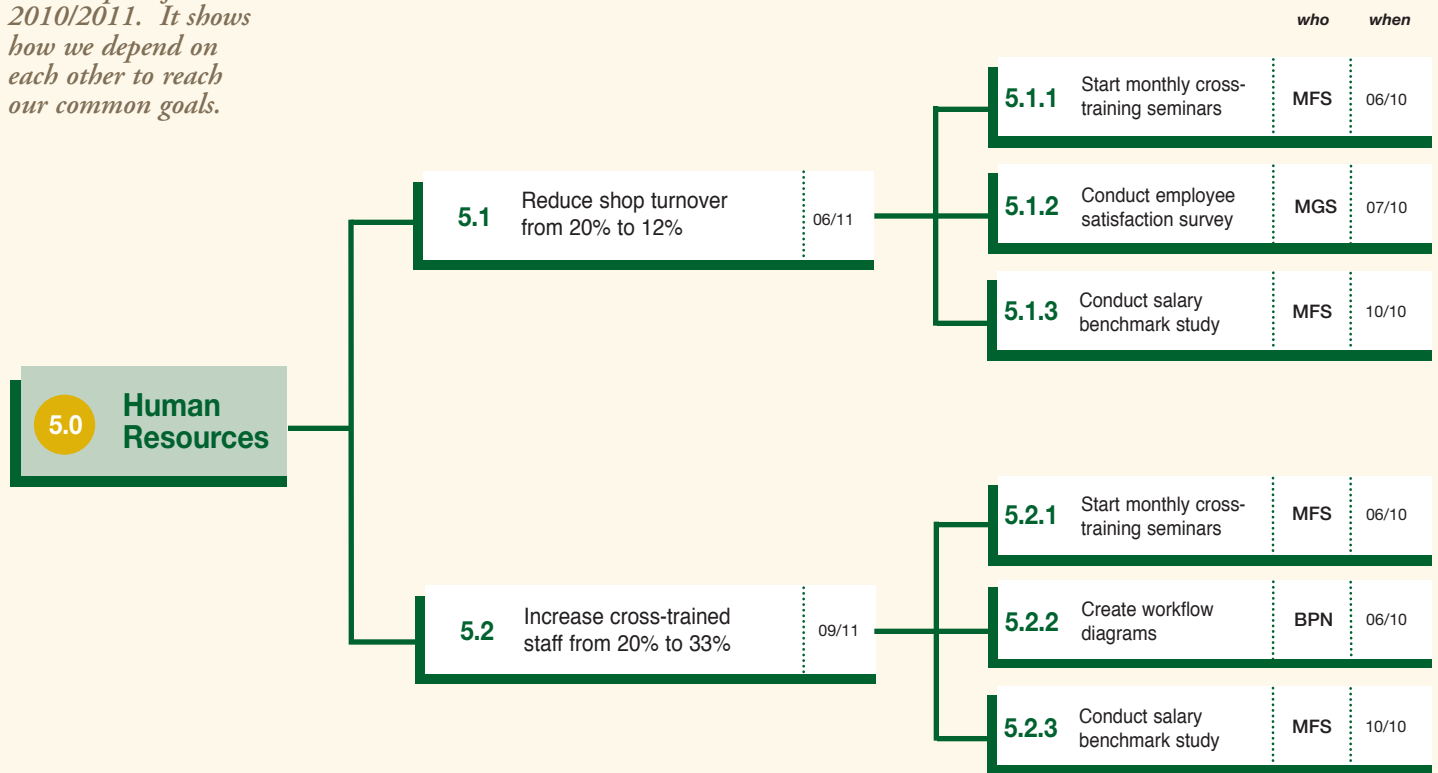 2010/2011. It shows
how we depend on
each other to reach
our common goals.
who when
5.1.1 Start monthly cross-
training seminars MFS 06/10
5.1 Reduce shop turnover
from 20% to 12% 06/11
5.1.2 Conduct employee
satisfaction survey MGS 07/10
5.1.3 Conduct salary
benchmark study MFS 10/10
5.0 Human
Resources
5.2.1 Start monthly cross-
training seminars MFS 06/10
5.2 Increase cross-trained
staff from 20% to 33% 09/11
5.2.2 Create workflow
diagrams BPN 06/10
5.2.3 Conduct salary
benchmark study MFS 10/10